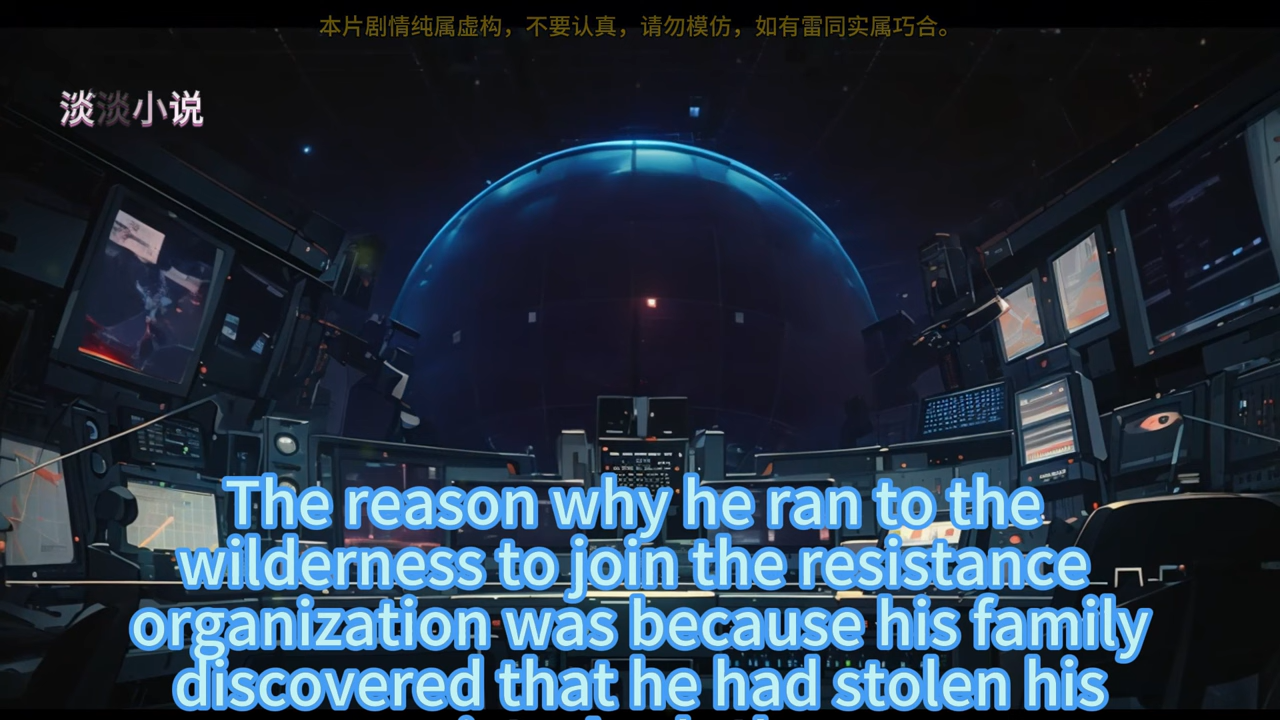 本片剧情纯属虚构，不要认真，请勿模仿，如有雷同实属巧合。
淡淡小说
The reason why he ran to the
wilderness to join the resistance
organization was because his family
discovered that he had stolen his